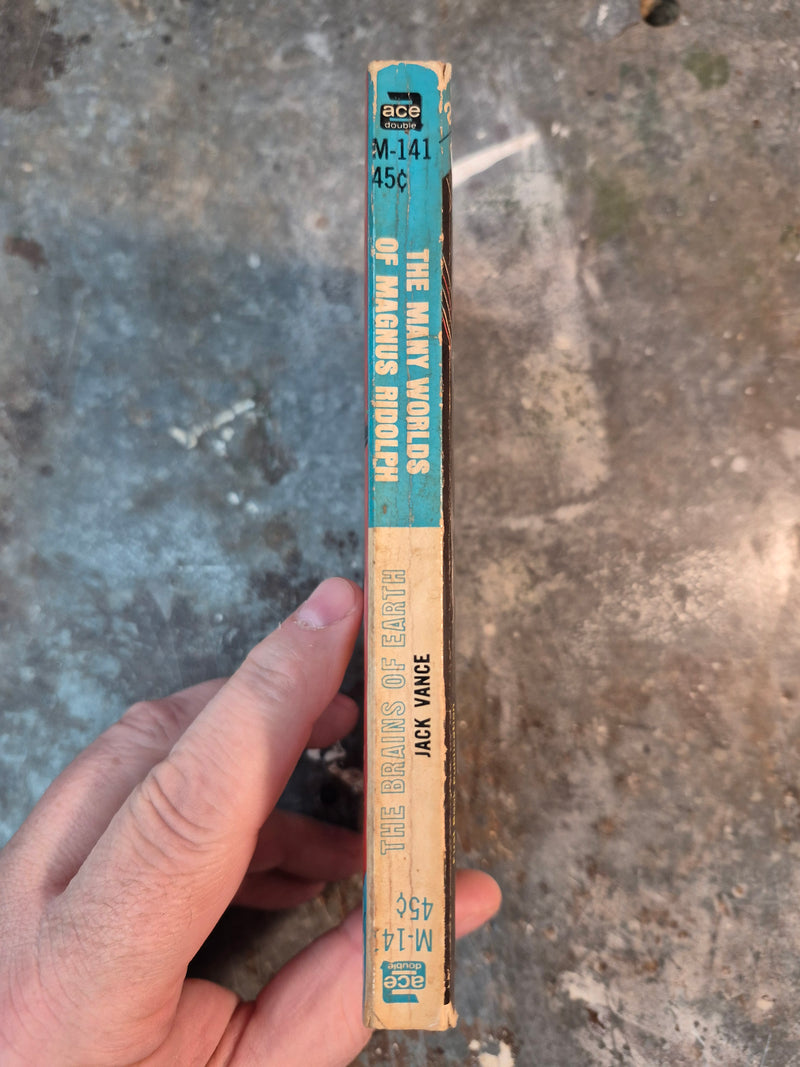 ace
double
M-141
45¢
THE MANY WORLDS
OF MAGNUS RIDOLPH
THE BRAINS OF EARTH
JACK VANCE
45¢
M-14
ace
double